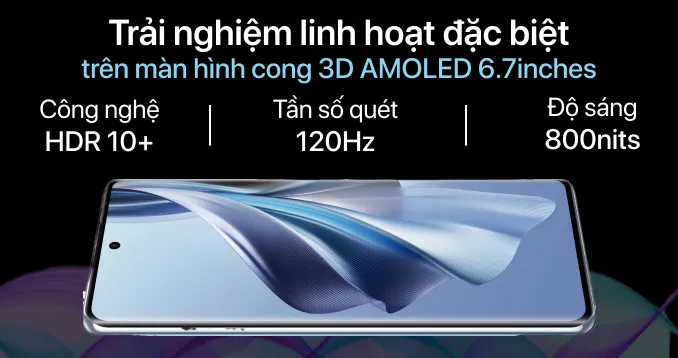 Trải nghiệm linh hoạt đặc biệt
trên màn hình cong 3D AMOLED 6.7inches
Công nghệ
HDR 10+
Tần số quét
120Hz
Độ sáng
800nits